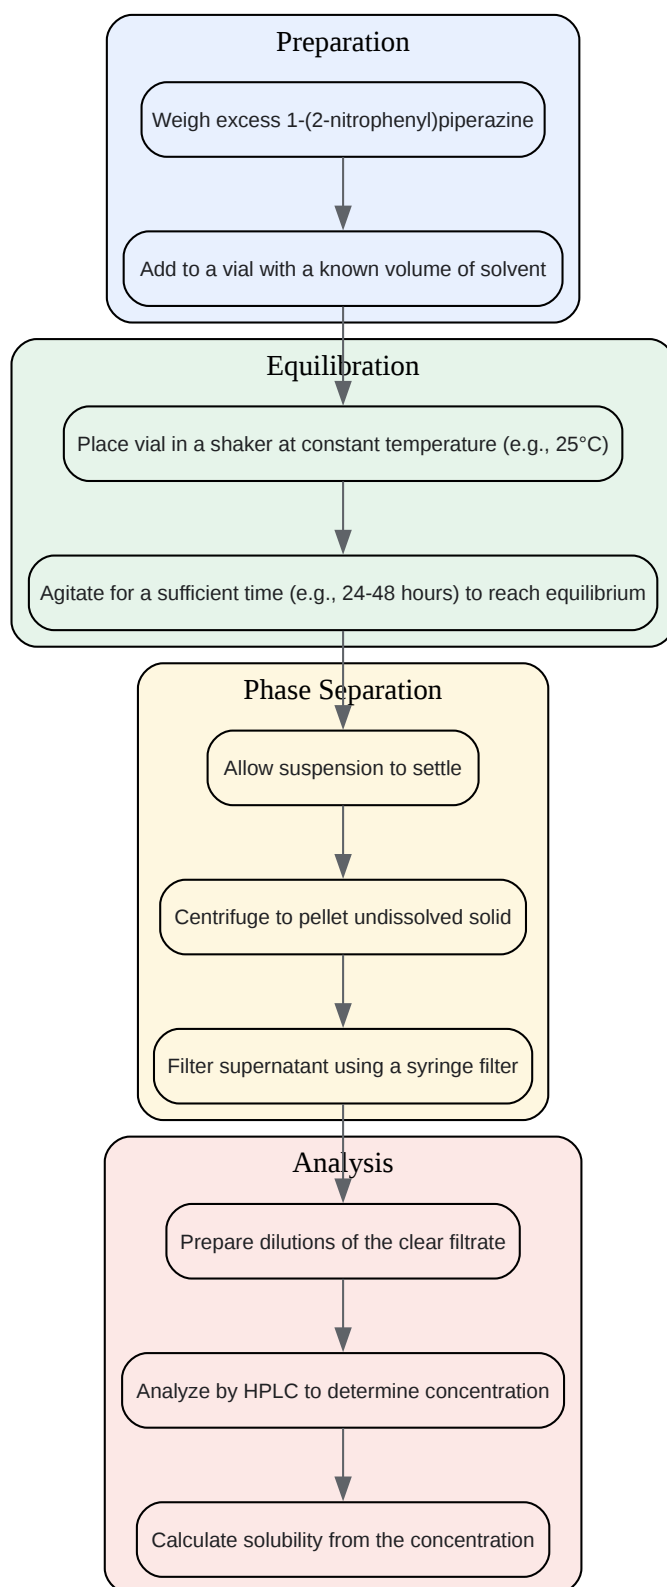 Preparation
Weigh excess 1-(2-nitrophenyl)piperazine
Add to a vial with a known volume of solvent
Equilibration
Place vial in a shaker at constant temperature (e.g., 25°C)
Agitate for a sufficient time (e.g., 24-48 hours) to reach equilibrium
Phase Separation
Allow suspension to settle
Centrifuge to pellet undissolved solid
Filter supernatant using a syringe filter
Analysis
Prepare dilutions of the clear filtrate
Analyze by HPLC to determine concentration
Calculate solubility from the concentration